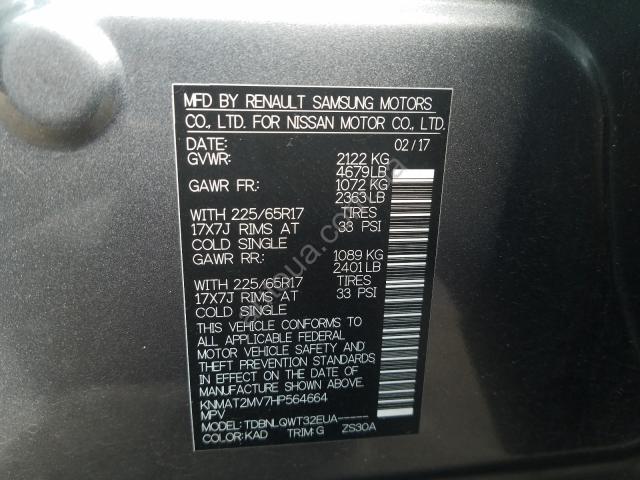 MFD BY RENAULT SAMSUNG MOTORS
CO., LTD. FOR NISSAN MOTOR CO., LTD.
DATE: 02/17
GVWR: 2122 KG
4679LB
GAWR FR: 1072 KG
2363LB
WITH 225/65R17 TIRES
17X7J RIMS AT 33 PSI
COLD SINGLE
GAWR RR: 1089 KG
2401LB
WITH 225/65R17 TIRES
17X7J RIMS AT 33 PSI
COLD SINGLE
THIS VEHICLE CONFORMS TO
ALL APPLICABLE FEDERAL
MOTOR VEHICLE SAFETY AND
THEFT PREVENTION STANDARDS
IN EFFECT ON THE DATE OF
MANUFACTURE SHOWN ABOVE.
KNMAT2MV7HP564664
MPV
MODEL: TDBNLQWT32EUA-----
COLOR: KAD TRIM: G ZS30A